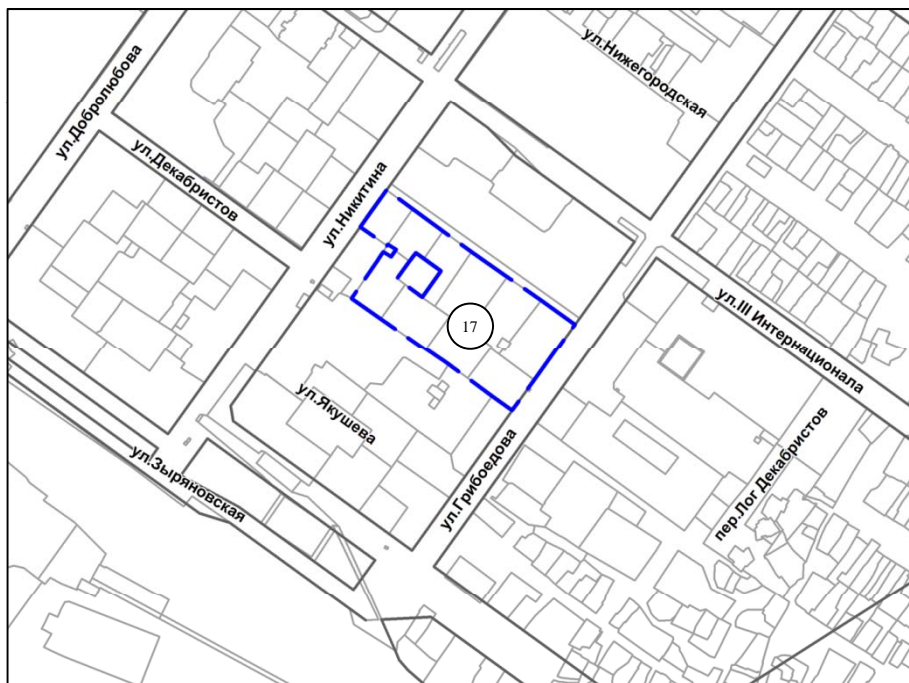 ул.Добролюбова
ул.Нижегородская
ул.Декабристов
ул.Никитина
17
ул.III Интернационала
ул.Якушева
ул.Грибоедова
ул.Зыряновская
пер.Лог Декабристов